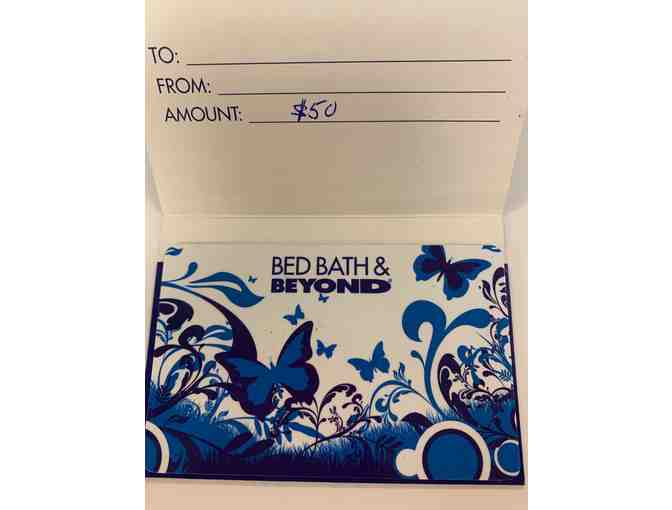 TO:
FROM:
AMOUNT: $50
BED BATH &
BEYOND®